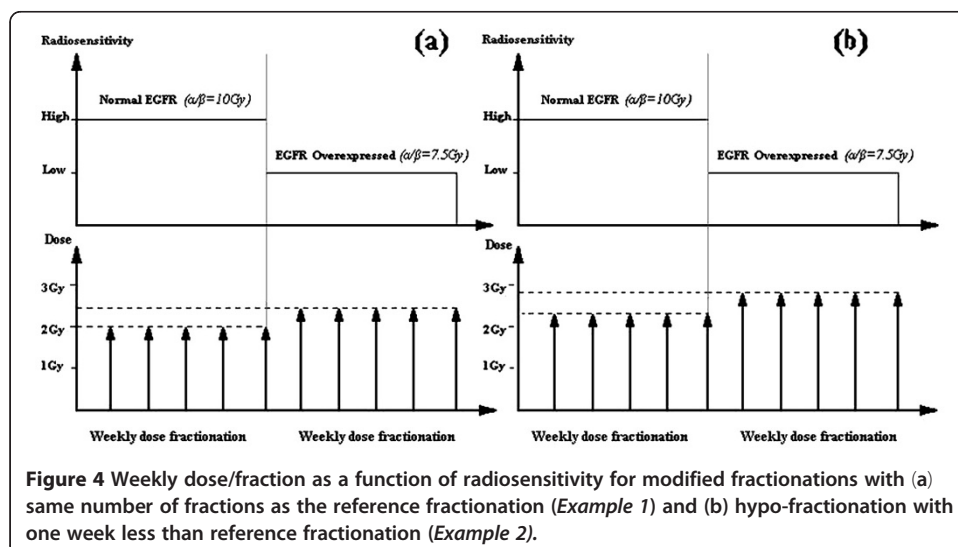 (a)
Radiosensitivity
Normal EGFR (α/β=10Gy)
High
EGFR Overexpressed (α/β=7.5Gy)
Low
Dose
3Gy
2Gy
1Gy
Weekly dose fractionation
Weekly dose fractionation
(b)
Radiosensitivity
Normal EGFR (α/β=10Gy)
High
EGFR Overexpressed (α/β=7.5Gy)
Low
Dose
3Gy
2Gy
1Gy
Weekly dose fractionation
Weekly dose fractionation
Figure 4 Weekly dose/fraction as a function of radiosensitivity for modified fractionations with (a)
same number of fractions as the reference fractionation (Example 1) and (b) hypo-fractionation with
one week less than reference fractionation (Example 2).